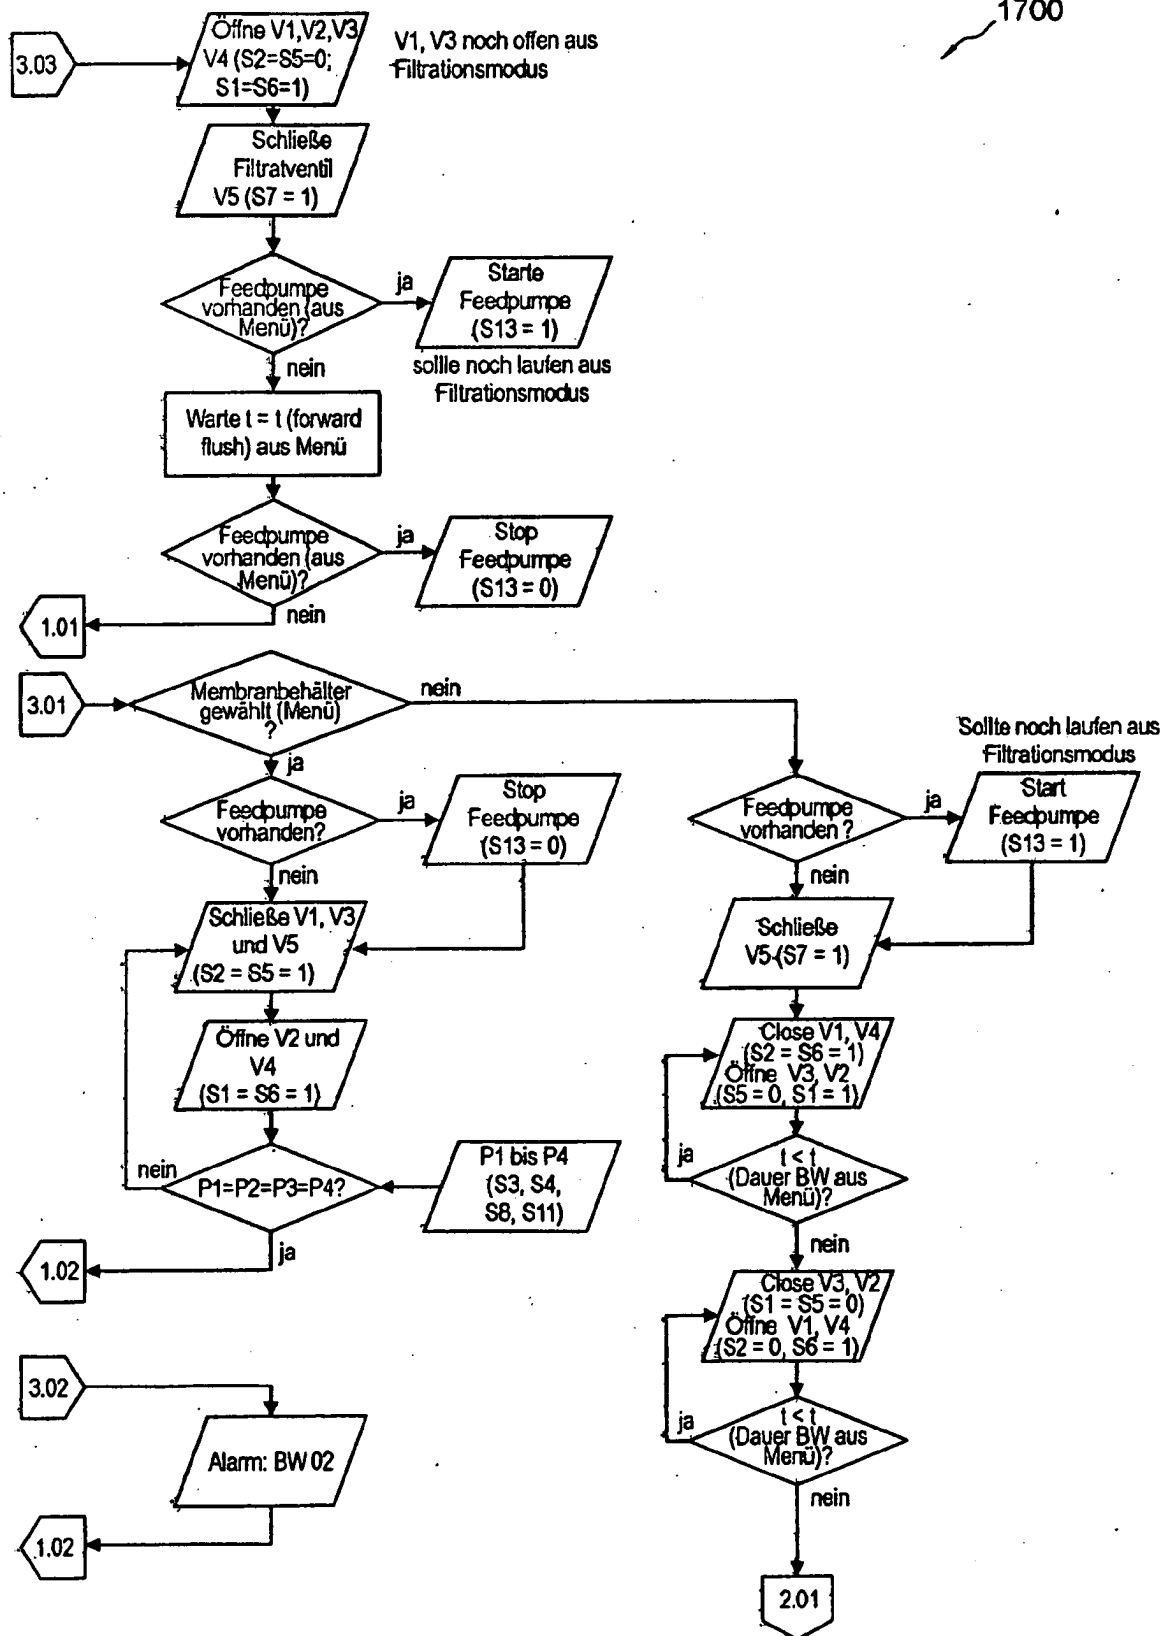 1700
3.03
Öffne V1,V2,V3
V4 (S2=S5=0;
S1=S6=1)
V1, V3 noch offen aus
Filtrationsmodus
Schließe
Filtratventil
V5 (S7 = 1)
Feedpumpe
vorhanden (aus
Menü)?
ja
Starte
Feedpumpe
(S13 = 1)
sollle noch laufen aus
Filtrationsmodus
nein
Warte t = t (forward
flush) aus Menü
Feedpumpe
vorhanden (aus
Menü)?
ja
Stop
Feedpumpe
(S13 = 0)
nein
1.01
3.01
Membranbehälter
gewählt (Menü)
?
nein
ja
Feedpumpe
vorhanden?
ja
Stop
Feedpumpe
(S13 = 0)
nein
Schließe V1, V3
und V5
(S2 = S5 = 1)
Öffne V2 und
V4
(S1 = S6 = 1)
P1=P2=P3=P4?
nein
P1 bis P4
(S3, S4,
S8, S11)
ja
1.02
3.02
Alarm: BW 02
1.02
Sollte noch laufen aus
Filtrationsmodus
Feedpumpe
vorhanden ?
ja
Start
Feedpumpe
(S13 = 1)
nein
Schließe
V5 (S7 = 1)
Close V1, V4
(S2 = S6 = 1)
Öffne V3, V2
(S5 = 0, S1 = 1)
ja
t < t
(Dauer BW aus
Menü)?
nein
Close V3, V2
(S1 = S5 = 0)
Öffne V1, V4
(S2 = 0, S6 = 1)
ja
t < t
(Dauer BW aus
Menü)?
nein
2.01